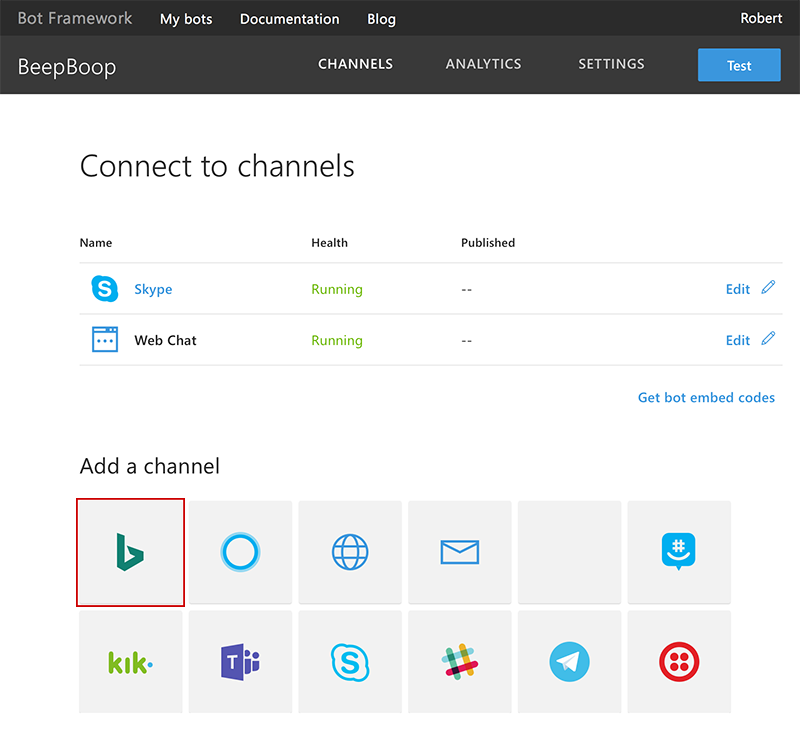 Bot Framework My bots Documentation Blog Robert
BeepBoop CHANNELS ANALYTICS SETTINGS Test
Connect to channels
Name Health Published
Skype Running -- Edit
Web Chat Running -- Edit
Get bot embed codes
Add a channel
kik